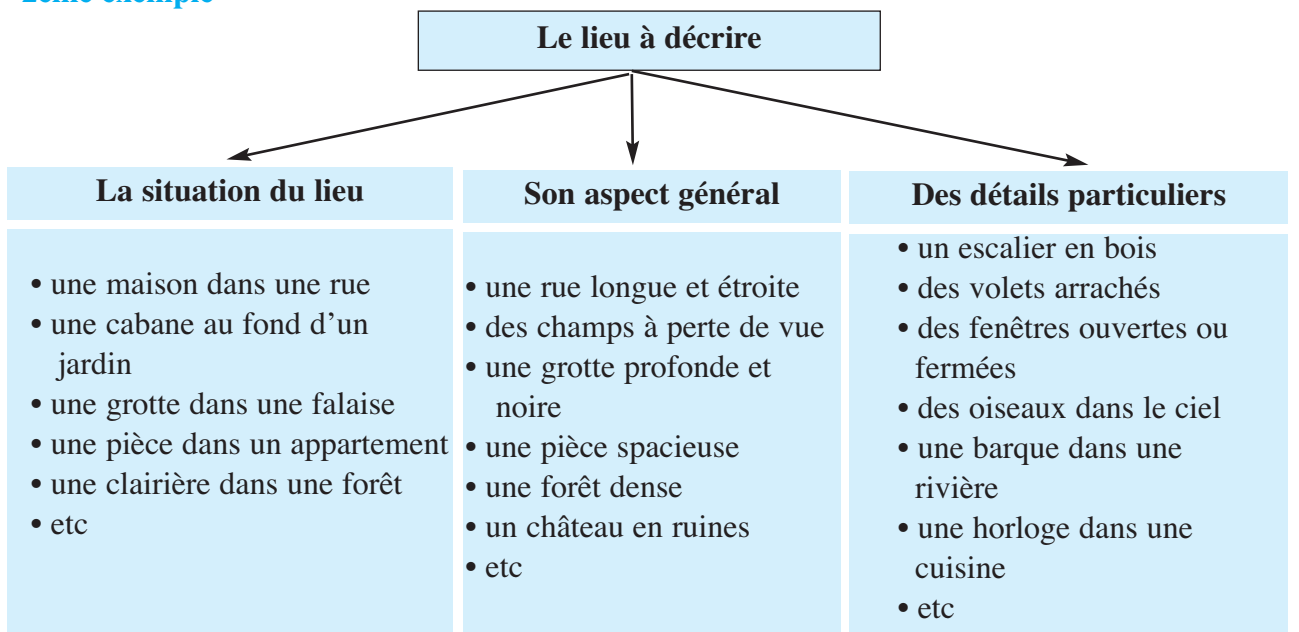 2ème exemple
Le lieu à décrire
La situation du lieu
• une maison dans une rue
• une cabane au fond d’un
jardin
• une grotte dans une falaise
• une pièce dans un appartement
• une clairière dans une forêt
• etc
Son aspect général
• une rue longue et étroite
• des champs à perte de vue
• une grotte profonde et
noire
• une pièce spacieuse
• une forêt dense
• un château en ruines
• etc
Des détails particuliers
• un escalier en bois
• des volets arrachés
• des fenêtres ouvertes ou
fermées
• des oiseaux dans le ciel
• une barque dans une
rivière
• une horloge dans une
cuisine
• etc